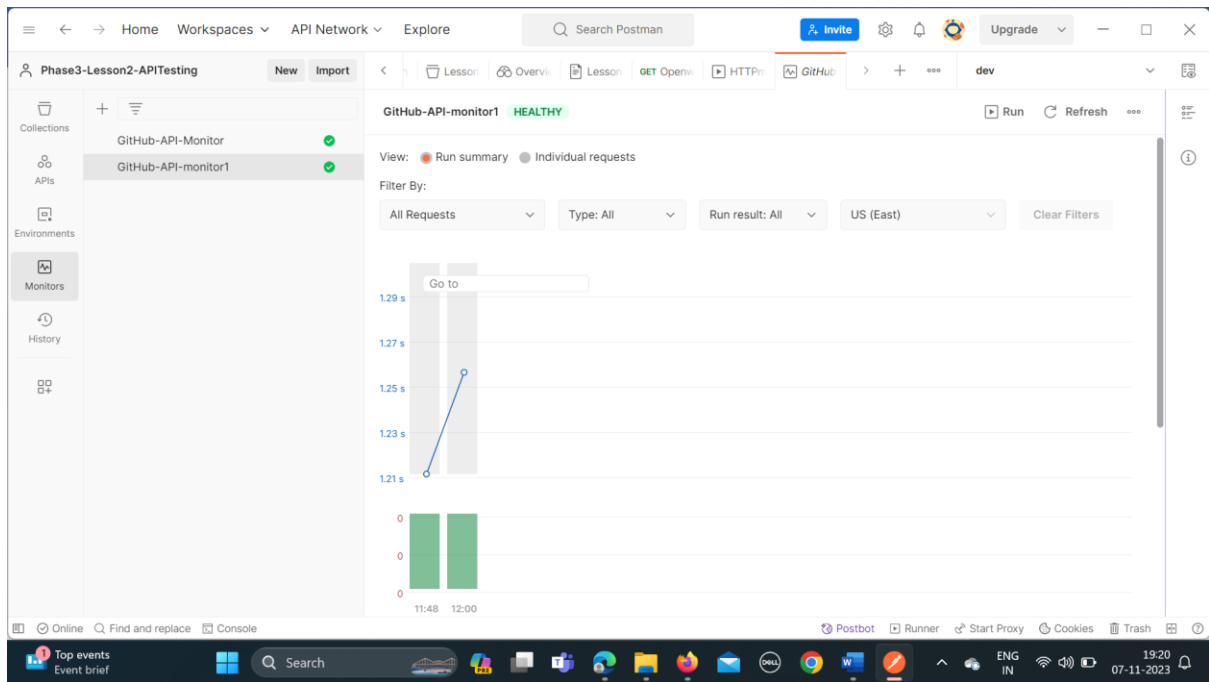 Home Workspaces API Network Explore Search Postman Invite Upgrade
Phase3-Lesson2-APITesting New Import Lesson Overvi Lesson GET Openw HTTPm GitHub dev
Collections
APIs
Environments
Monitors
History
GitHub-API-Monitor
GitHub-API-monitor1
GitHub-API-monitor1 HEALTHY Run Refresh
View: Run summary Individual requests
Filter By:
All Requests Type: All Run result: All US (East) Clear Filters
Go to
1.29 s
1.27 s
1.25 s
1.23 s
1.21 s
0
0
0
11:48 12:00
Online Find and replace Console Postbot Runner Start Proxy Cookies Trash
1 Top events
Event brief
Search
PRE
DELL
ENG
IN
19:20
07-11-2023